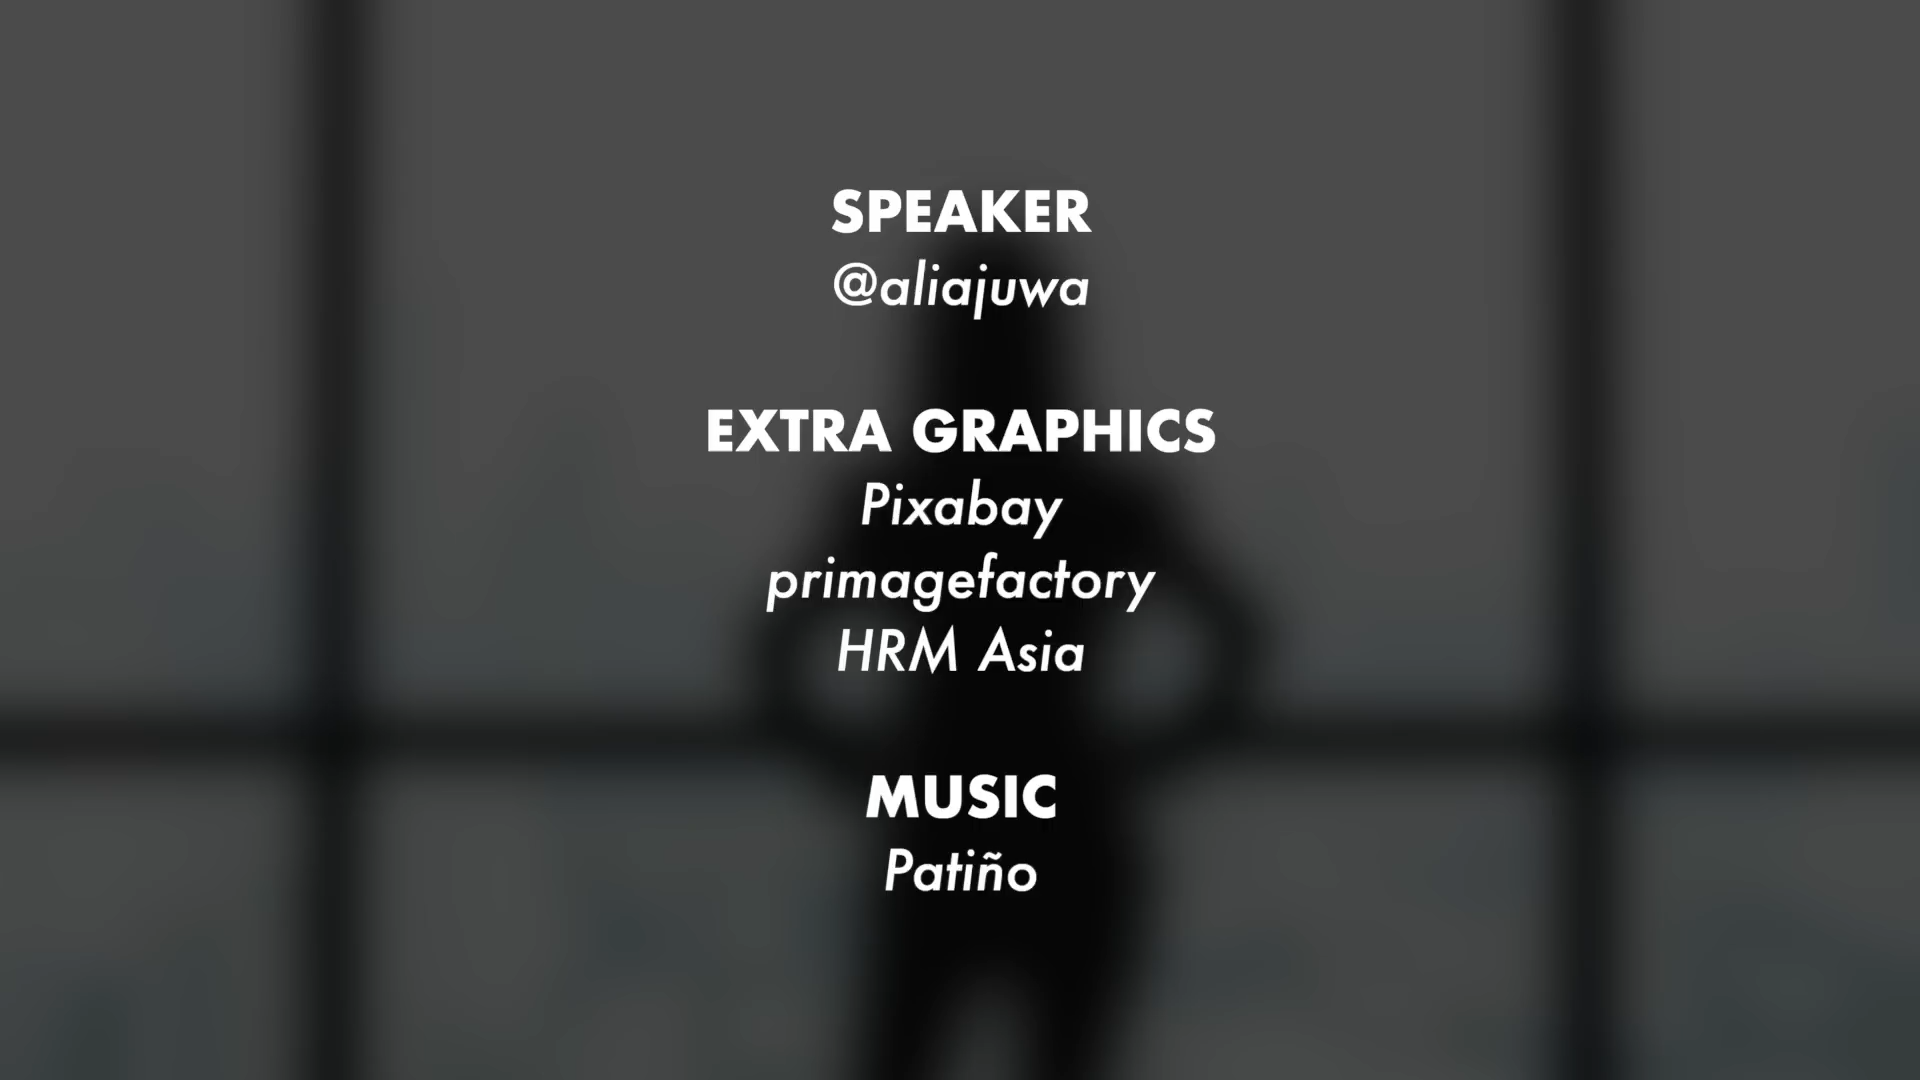 SPEAKER
@aliajuwa
EXTRA GRAPHICS
Pixabay
primagefactory
HRM Asia
MUSIC
Patiño